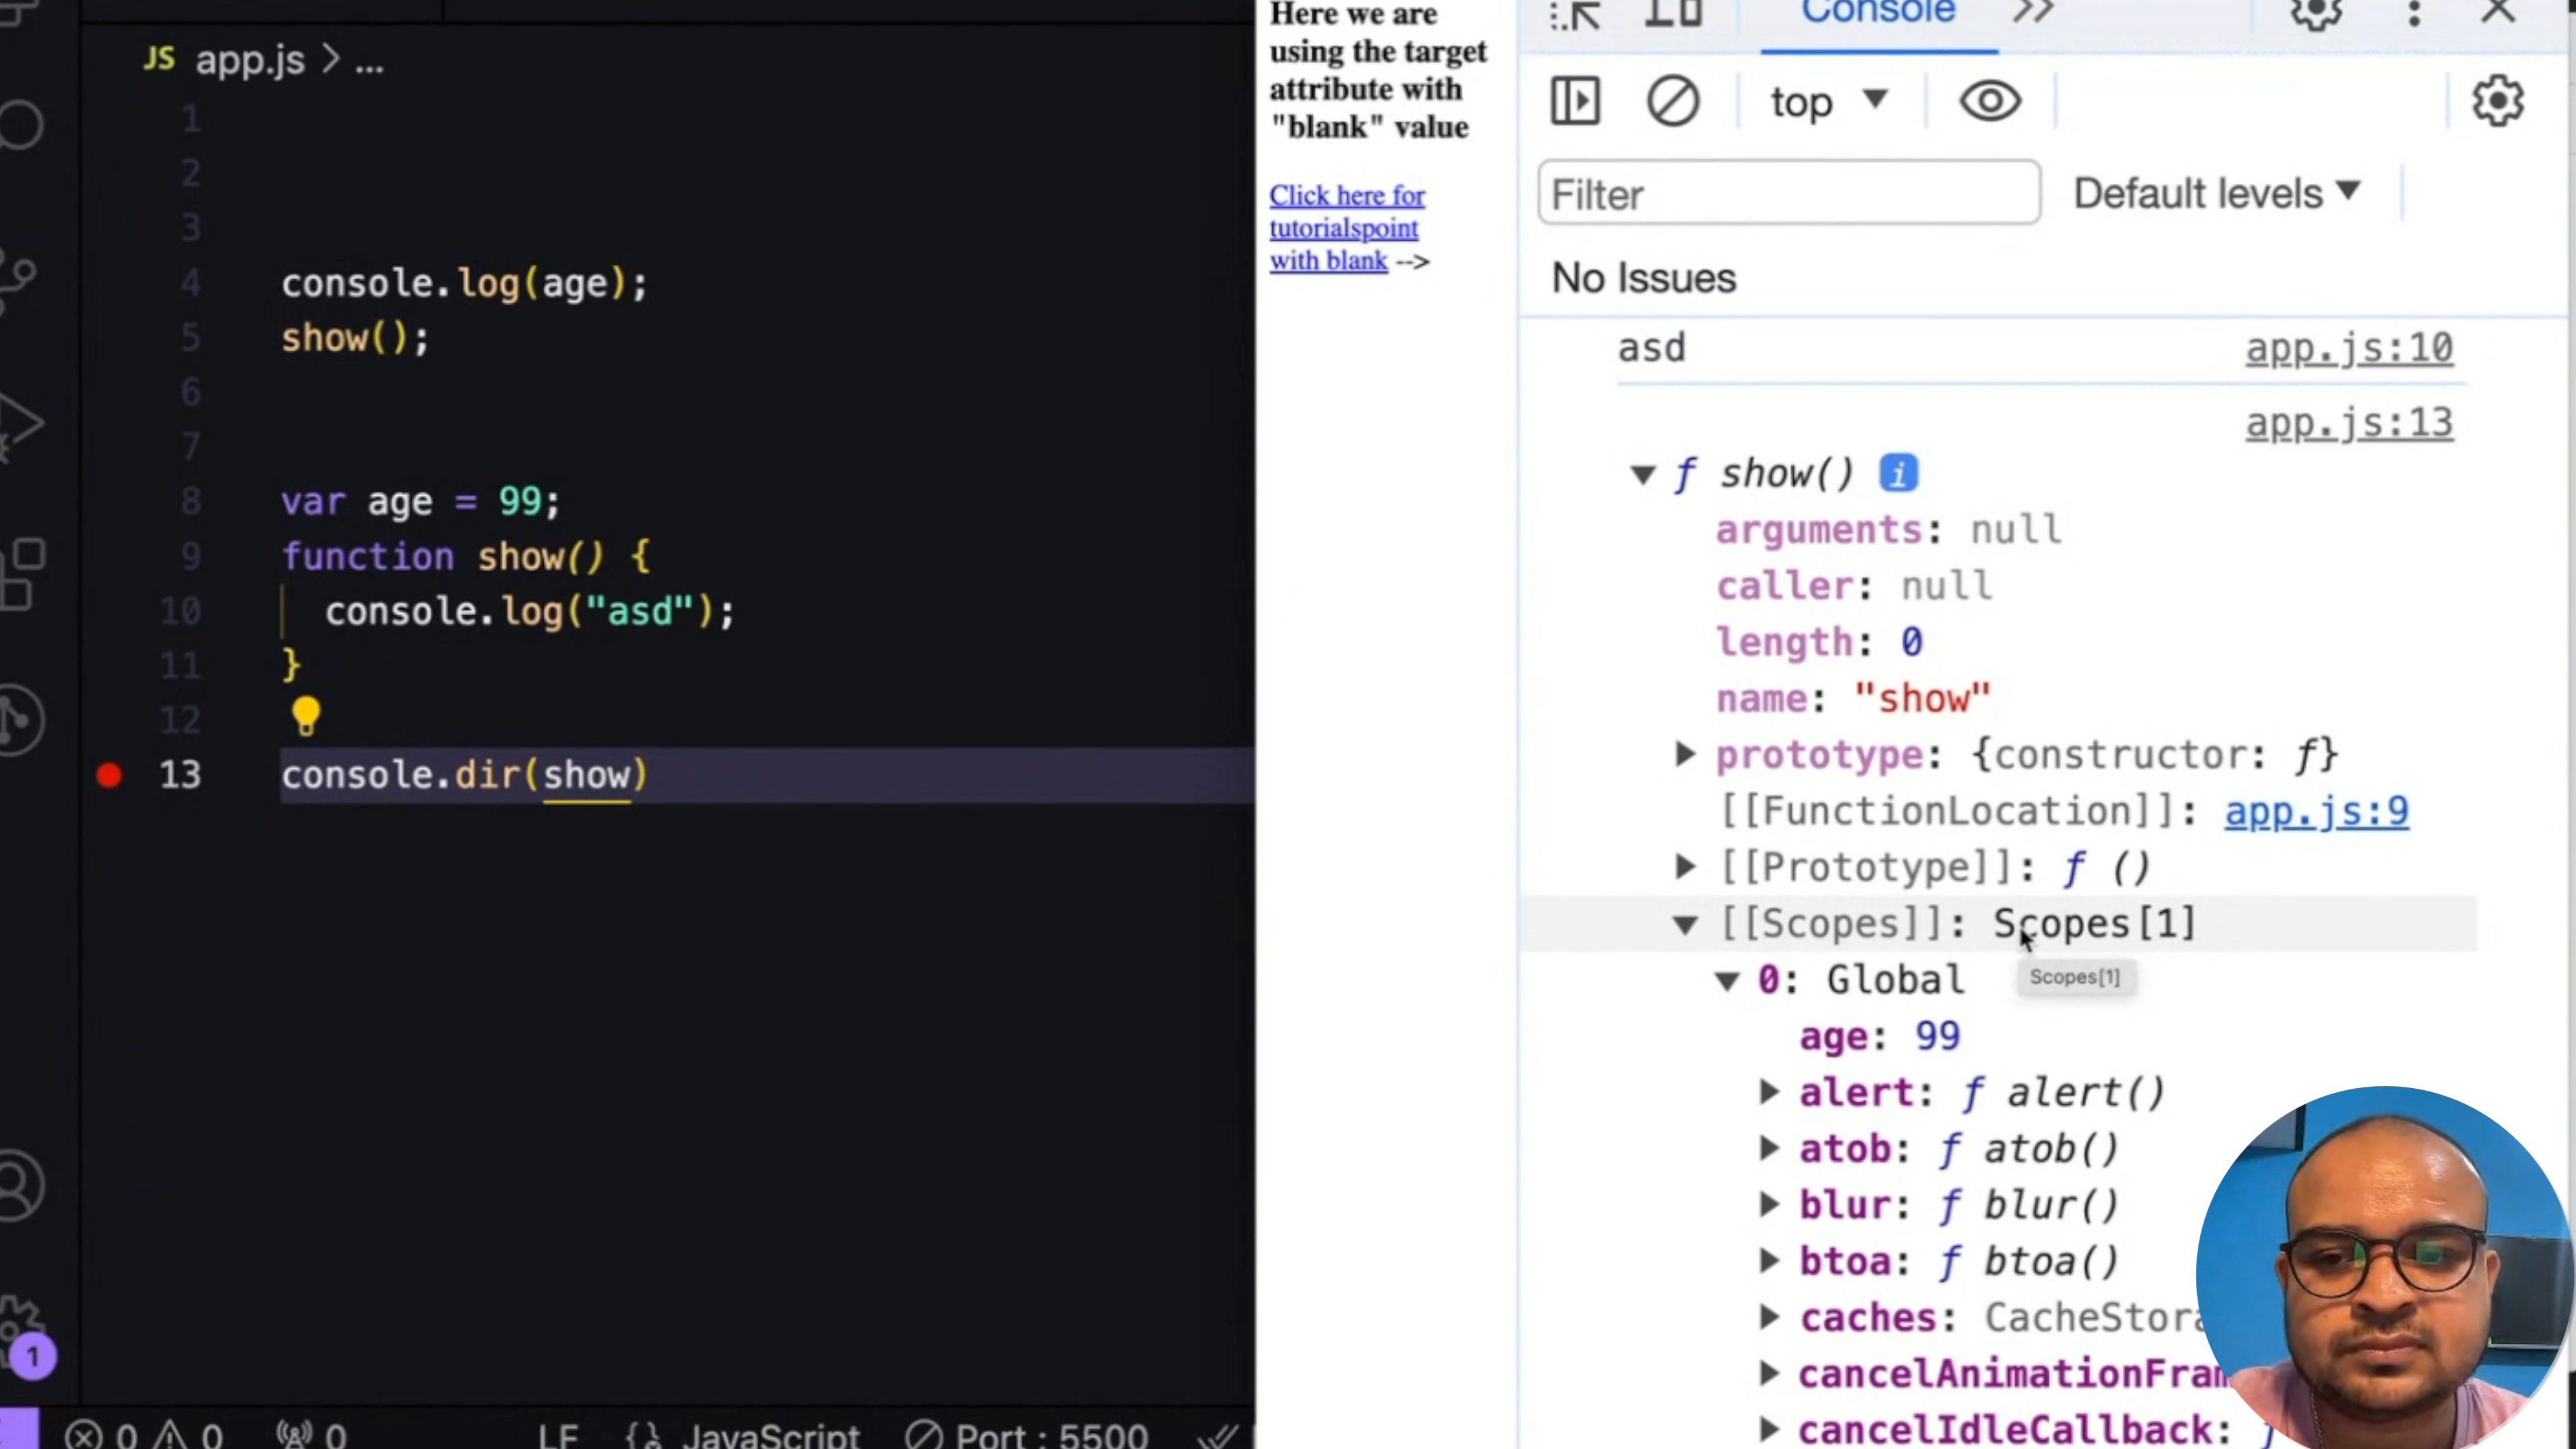 JS app.js > ...
1
2
3
4 console.log(age);
5 show();
6
7
8 var age = 99;
9 function show() {
10 console.log("asd");
11 }
12
13 console.dir(show)
1
0 0 0 LF JavaScript Port : 5500
Here we are
using the target
attribute with
"blank" value
Click here for
tutorialspoint
with blank -->
Console
top
Filter Default levels
No Issues
asd app.js:10
app.js:13
f show() i
arguments: null
caller: null
length: 0
name: "show"
prototype: {constructor: f}
[[FunctionLocation]]: app.js:9
[[Prototype]]: f ()
[[Scopes]]: Scopes[1]
0: Global Scopes[1]
age: 99
alert: f alert()
atob: f atob()
blur: f blur()
btoa: f btoa()
caches: CacheStora
cancelAnimationFram
cancelIdleCallback: f